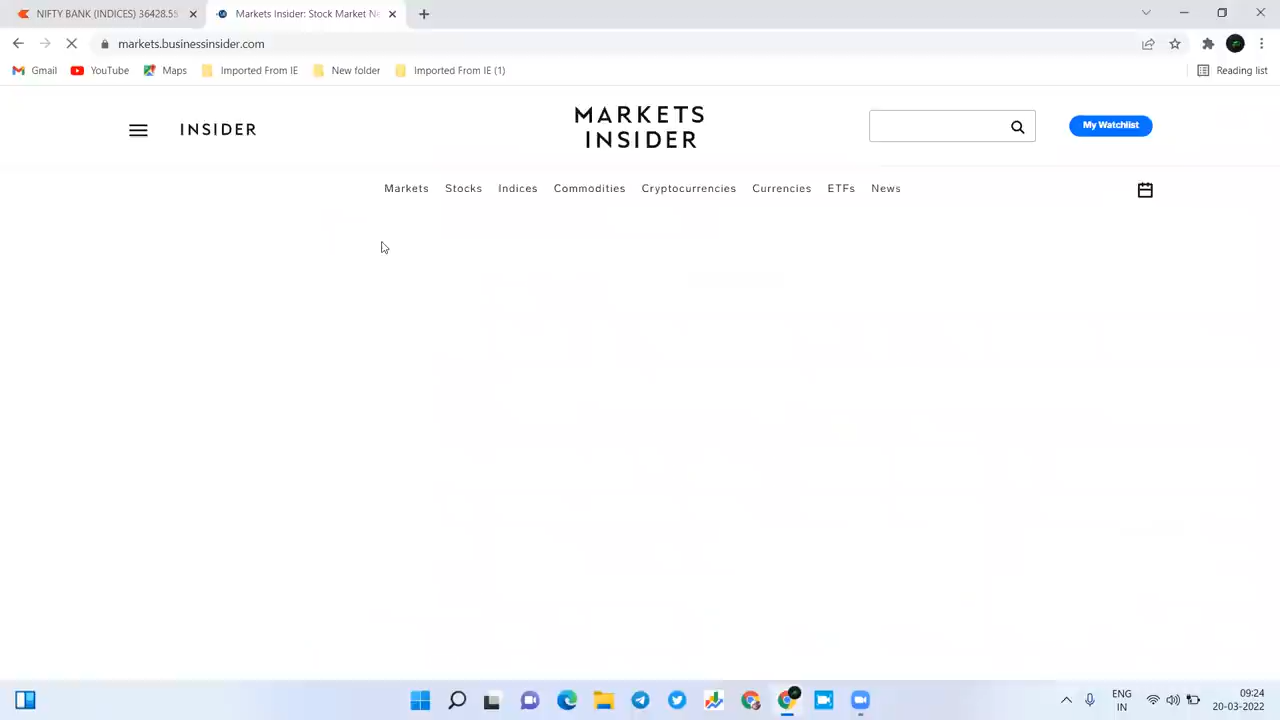 NIFTY BANK (INDICES) 36428.55
Markets Insider: Stock Market Ne
markets.businessinsider.com
Gmail
YouTube
Maps
Imported From IE
New folder
Imported From IE (1)
Reading list
INSIDER
MARKETS
INSIDER
My Watchlist
Markets
Stocks
Indices
Commodities
Cryptocurrencies
Currencies
ETFs
News
ENG
IN
09:24
20-03-2022